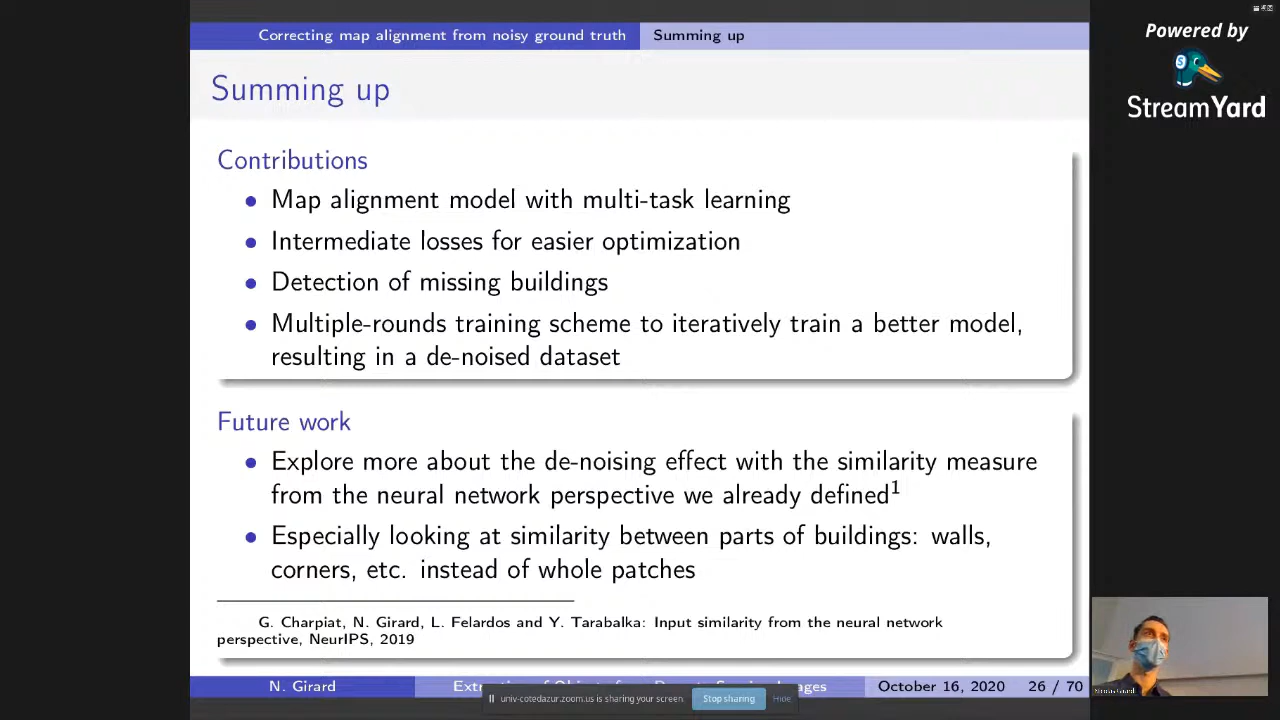 Correcting map alignment from noisy ground truth
Summing up
Powered by
StreamYard
Summing up
Contributions
Map alignment model with multi-task learning
Intermediate losses for easier optimization
Detection of missing buildings
Multiple-rounds training scheme to iteratively train a better model,
resulting in a de-noised dataset
Future work
Explore more about the de-noising effect with the similarity measure
from the neural network perspective we already defined1
Especially looking at similarity between parts of buildings: walls,
corners, etc. instead of whole patches
G. Charpiat, N. Girard, L. Felardos and Y. Tarabalka: Input similarity from the neural network
perspective, NeurIPS, 2019
N. Girard
October 16, 2020
26 / 70
univ-cotedazur.zoom.us is sharing your screen.
Stop sharing
Hide